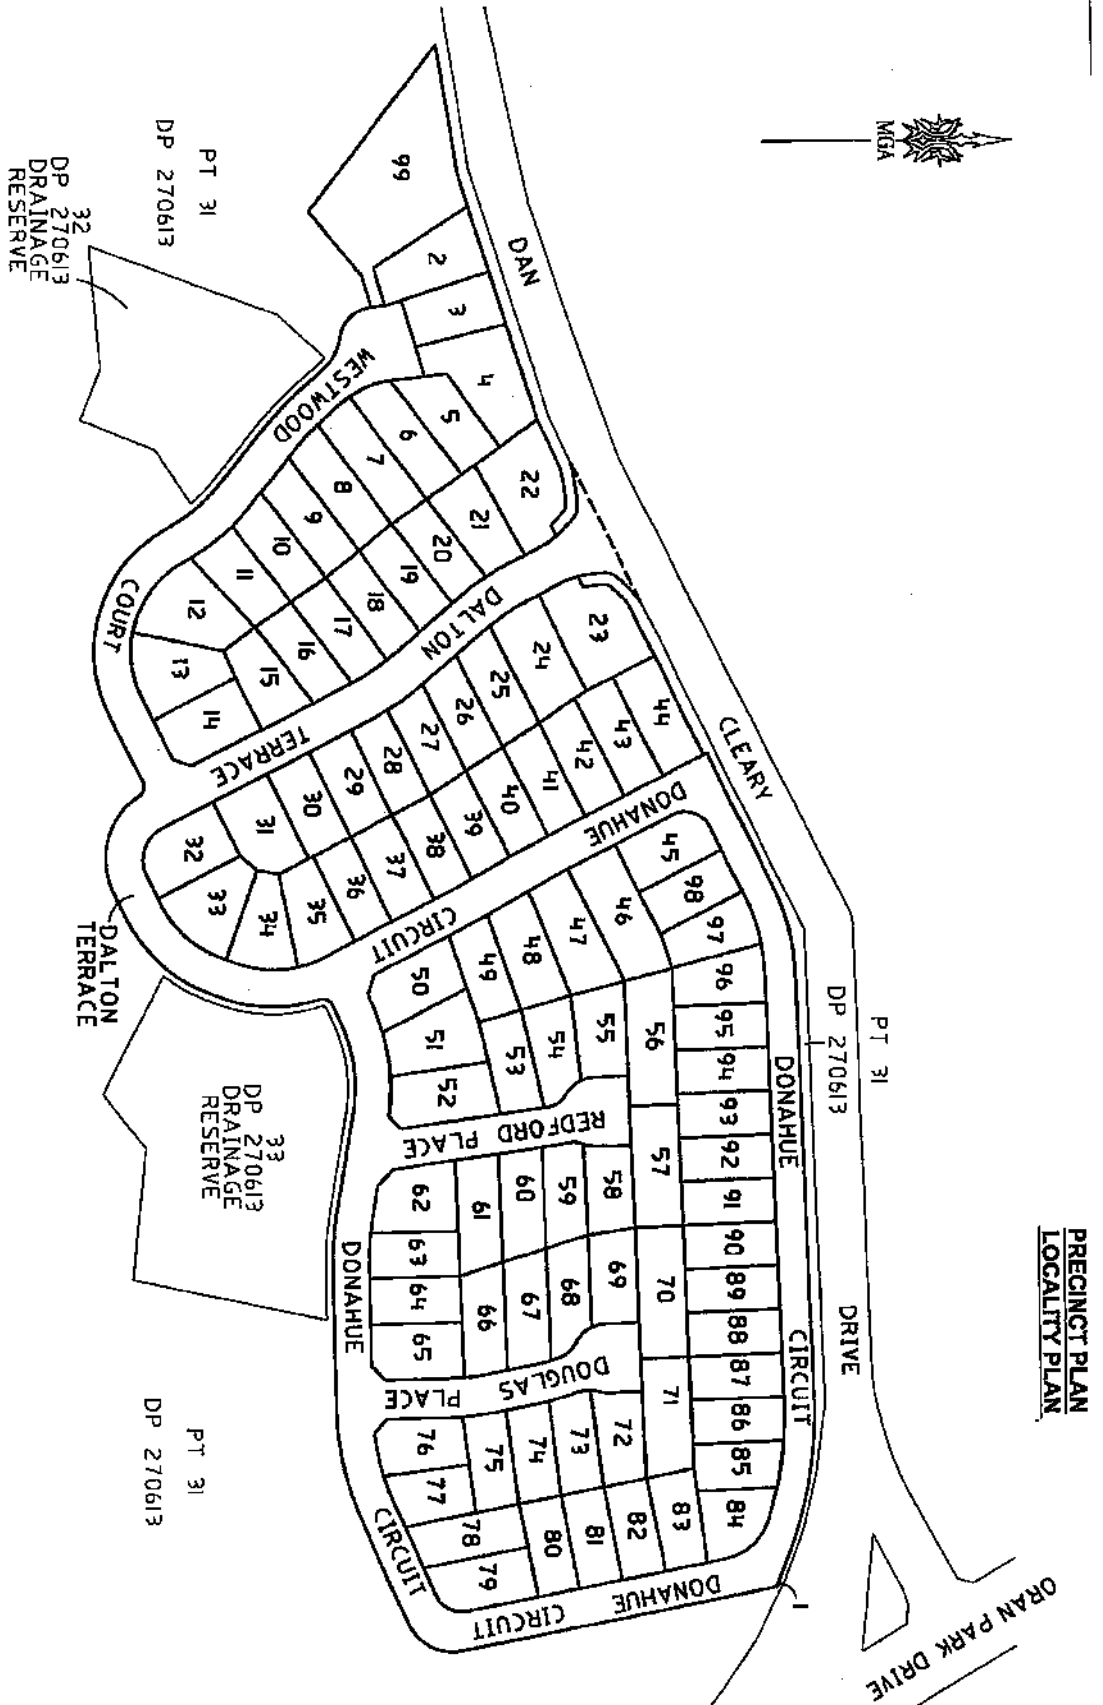 PRECINCT PLAN
LOCALITY PLAN
MGA
ORAN PARK DRIVE
DAN
CLEARY
DRIVE
PT 31
DP 270613
PT 31
DP 270613
32
DP 270613
DRAINAGE
RESERVE
33
DP 270613
DRAINAGE
RESERVE
PT 31
DP 270613
WESTWOOD
COURT
DALTON
TERRACE
DALTON
TERRACE
DONAHUE
CIRCUIT
DONAHUE
CIRCUIT
DONAHUE
CIRCUIT
DONAHUE
CIRCUIT
REDFORD PLACE
DOUGLAS
PLACE
1
99
2
3
4
5
6
7
8
9
10
11
12
13
14
15
16
17
18
19
20
21
22
23
24
25
26
27
28
29
30
31
32
33
34
35
36
37
38
39
40
41
42
43
44
45
46
47
48
49
50
51
52
53
54
55
56
57
58
59
60
61
62
63
64
65
66
67
68
69
70
71
72
73
74
75
76
77
78
79
80
81
82
83
84
85
86
87
88
89
90
91
92
93
94
95
96
97
98